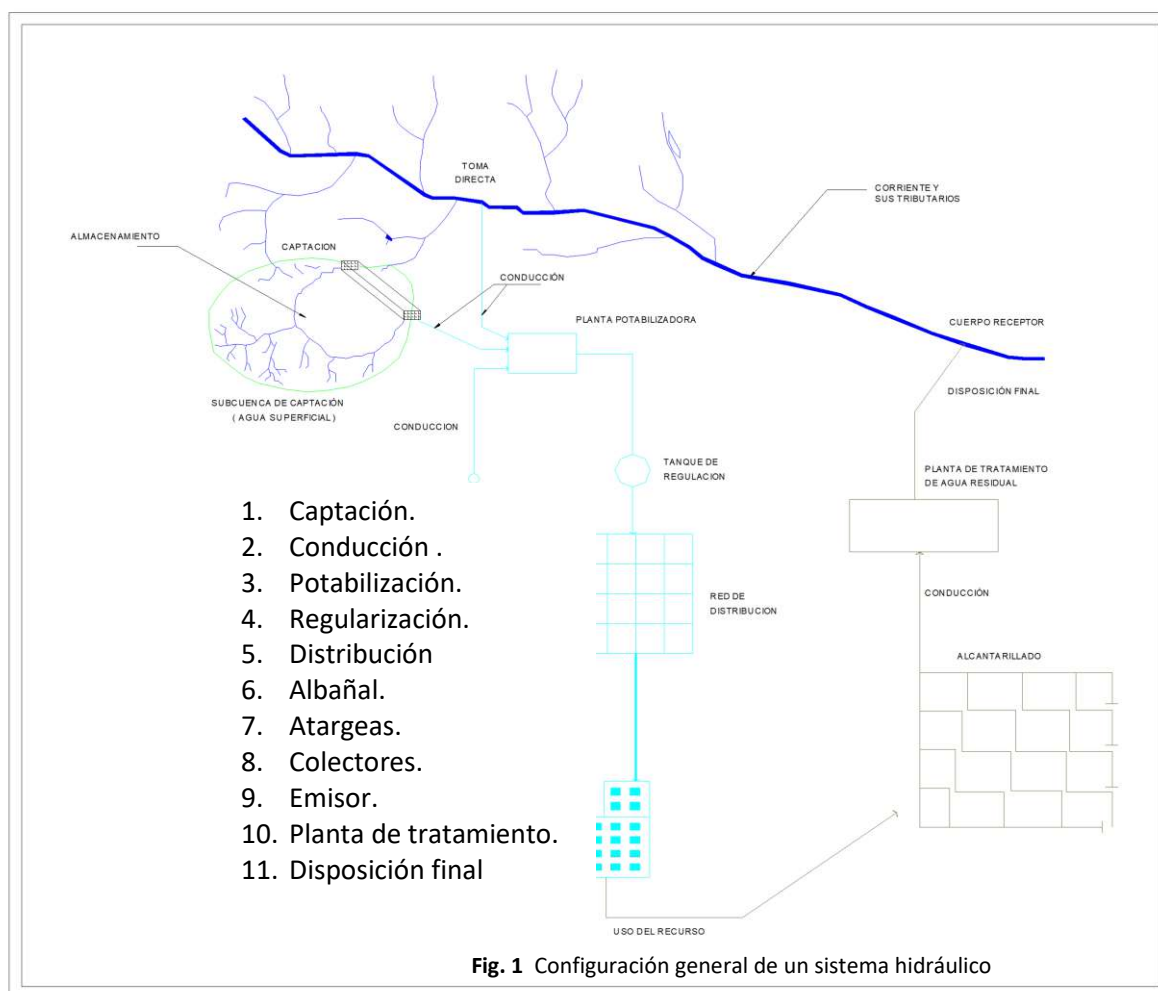 TOMA
DIRECTA
CORRIENTE Y
SUS TRIBUTARIOS
ALMACENAMIENTO
CAPTACION
CONDUCCIÓN
PLANTA POTABILIZADORA
CUERPO RECEPTOR
DISPOSICIÓN FINAL
SUBCUENCA DE CAPTACIÓN
( AGUA SUPERFICIAL)
CONDUCCION
TANQUE DE
REGULACION
PLANTA DE TRATAMIENTO
DE AGUA RESIDUAL
1. Captación.
2. Conducción .
3. Potabilización.
4. Regularización.
5. Distribución
6. Albañal.
7. Atargeas.
8. Colectores.
9. Emisor.
10. Planta de tratamiento.
11. Disposición final
RED DE
DISTRIBUCION
CONDUCCIÓN
ALCANTARILLADO
USO DEL RECURSO
Fig. 1 Configuración general de un sistema hidráulico